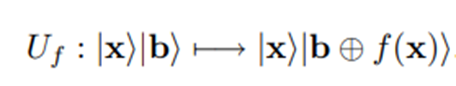 U_f : |x⟩|b⟩ ⟼ |x⟩|b ⊕ f(x)⟩.